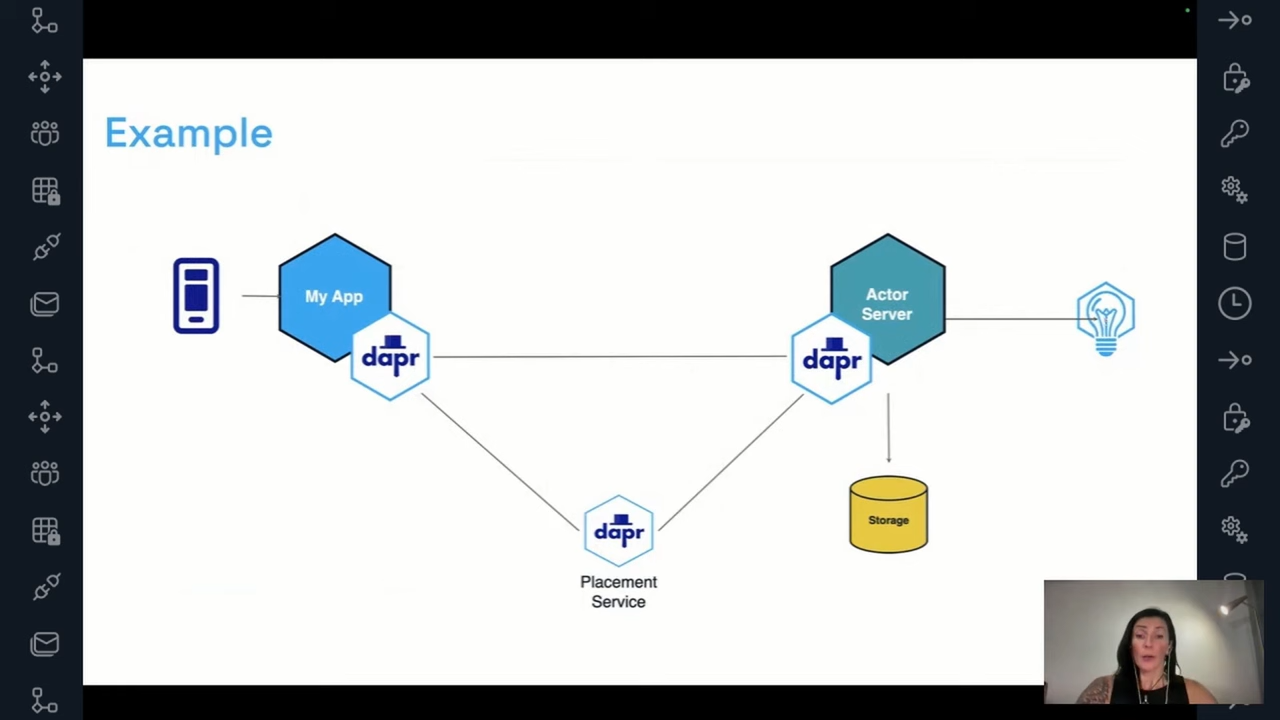 Example
My App
Actor
Server
dapr
dapr
Storage
dapr
Placement
Service